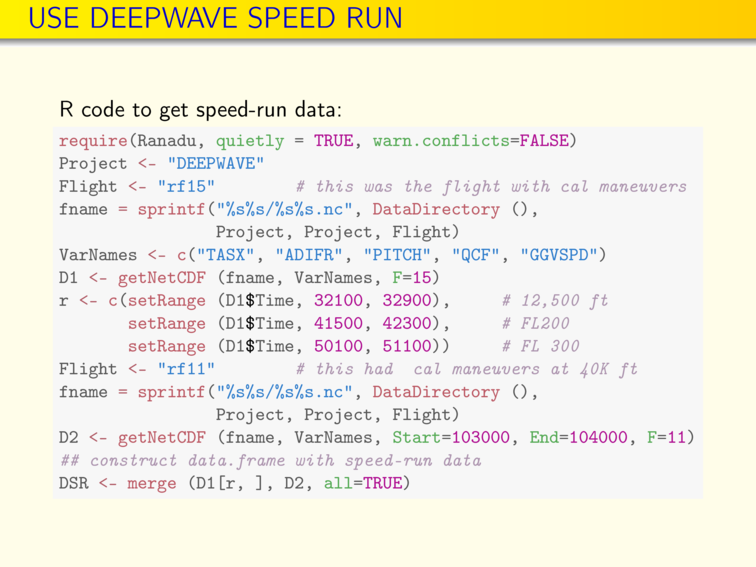 USE DEEPWAVE SPEED RUN
R code to get speed-run data:
require(Ranadu, quietly = TRUE, warn.conflicts=FALSE)
Project <- "DEEPWAVE"
Flight <- "rf15" # this was the flight with cal maneuvers
fname = sprintf("%s%s/%s%s.nc", DataDirectory (),
Project, Project, Flight)
VarNames <- c("TASX", "ADIFR", "PITCH", "QCF", "GGVSPD")
D1 <- getNetCDF (fname, VarNames, F=15)
r <- c(setRange (D1$Time, 32100, 32900), # 12,500 ft
setRange (D1$Time, 41500, 42300), # FL200
setRange (D1$Time, 50100, 51100)) # FL 300
Flight <- "rf11" # this had cal maneuvers at 40K ft
fname = sprintf("%s%s/%s%s.nc", DataDirectory (),
Project, Project, Flight)
D2 <- getNetCDF (fname, VarNames, Start=103000, End=104000, F=11)
## construct data.frame with speed-run data
DSR <- merge (D1[r, ], D2, all=TRUE)